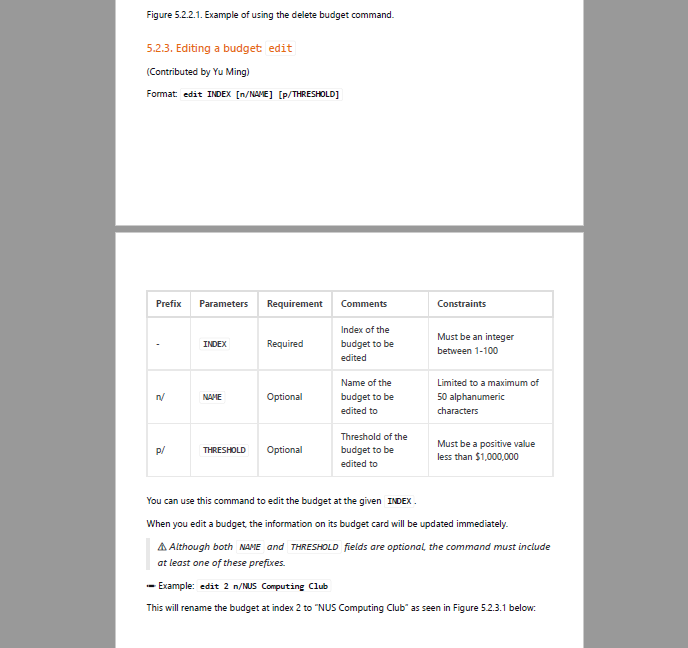 Figure 5.2.2.1. Example of using the delete budget command.
5.2.3. Editing a budget: edit
(Contributed by Yu Ming)
Format: edit INDEX [n/NAME] [p/THRESHOLD]
Prefix Parameters Requirement Comments Constraints
- INDEX Required Index of the budget to be edited Must be an integer between 1-100
n/ NAME Optional Name of the budget to be edited to Limited to a maximum of 50 alphanumeric characters
p/ THRESHOLD Optional Threshold of the budget to be edited to Must be a positive value less than $1,000,000
You can use this command to edit the budget at the given INDEX .
When you edit a budget, the information on its budget card will be updated immediately.
⚠ Although both NAME and THRESHOLD fields are optional, the command must include
at least one of these prefixes.
➡ Example: edit 2 n/NUS Computing Club
This will rename the budget at index 2 to “NUS Computing Club” as seen in Figure 5.2.3.1 below: